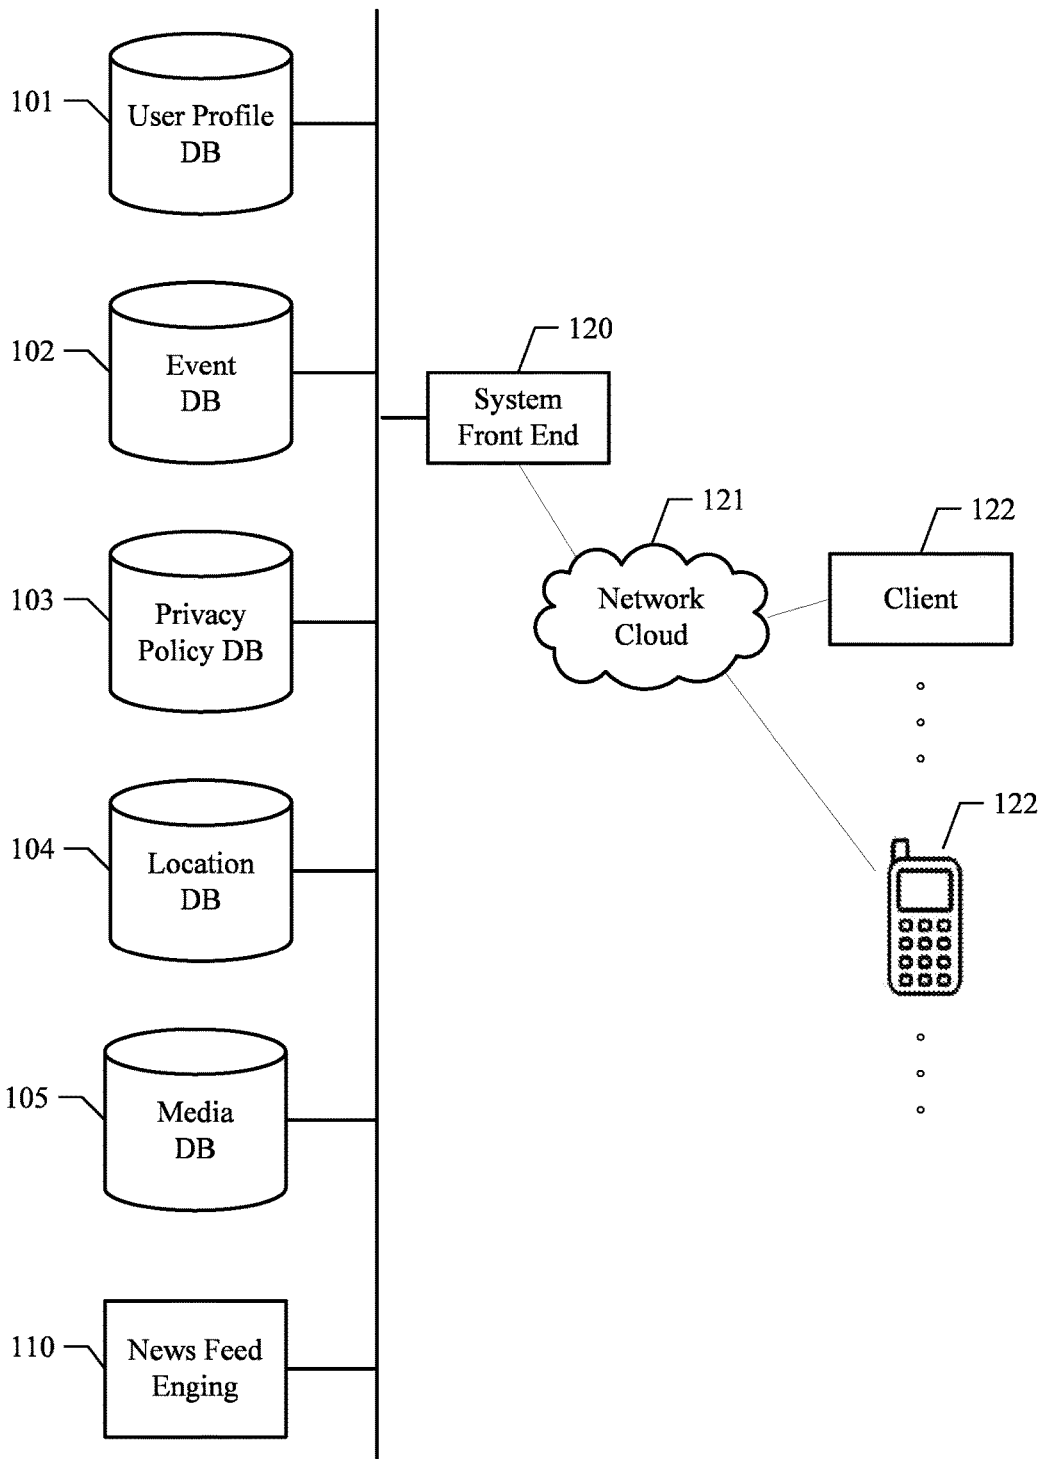 101
User Profile
DB
102
Event
DB
120
System
Front End
121
Network
Cloud
122
Client
103
Privacy
Policy DB
122
104
Location
DB
105
Media
DB
110
News Feed
Enging